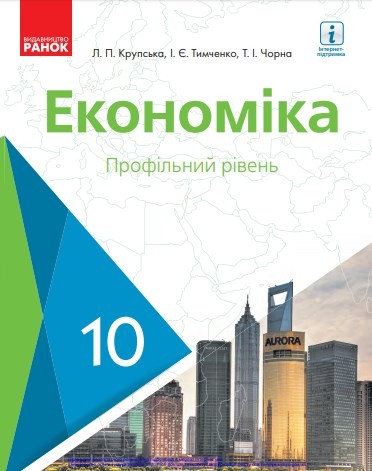 ВИДАВНИЦТВО
РАНОК
Л. П. Крупська, І. Є. Тимченко, Т. І. Чорна
Інтернет-
підтримка
Економіка
Профільний рівень
10
AURORA